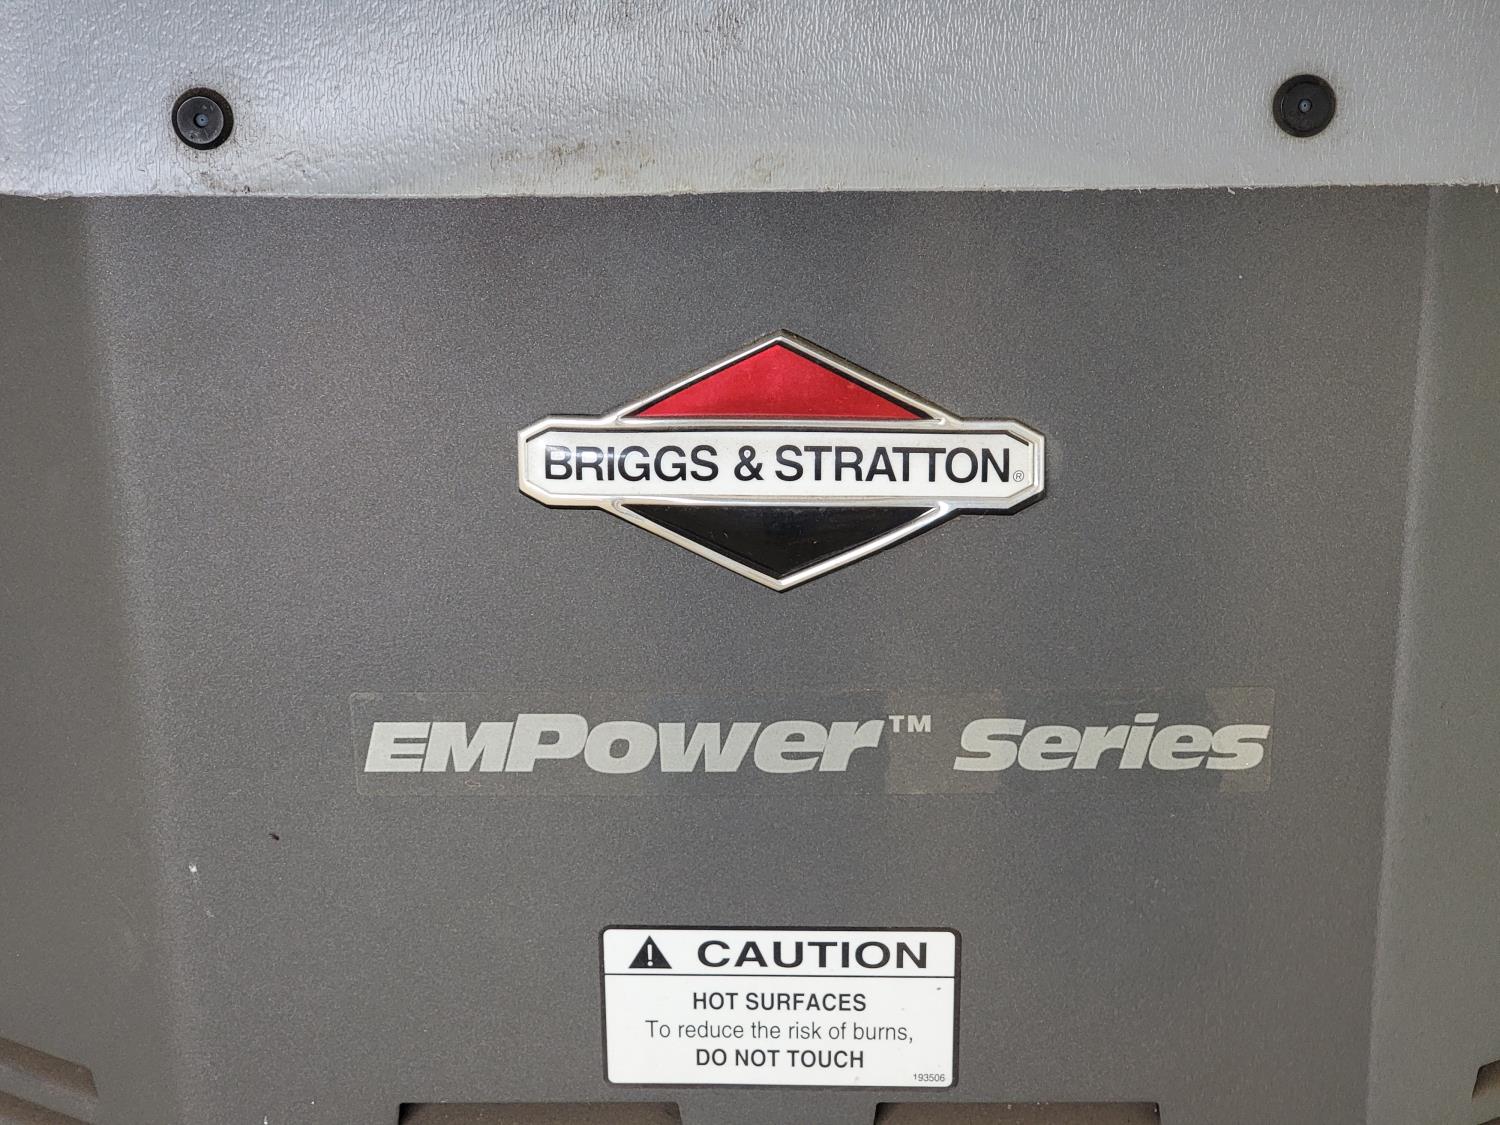 BRIGGS & STRATTON®
EMPower™ Series
CAUTION
HOT SURFACES
To reduce the risk of burns,
DO NOT TOUCH
193506